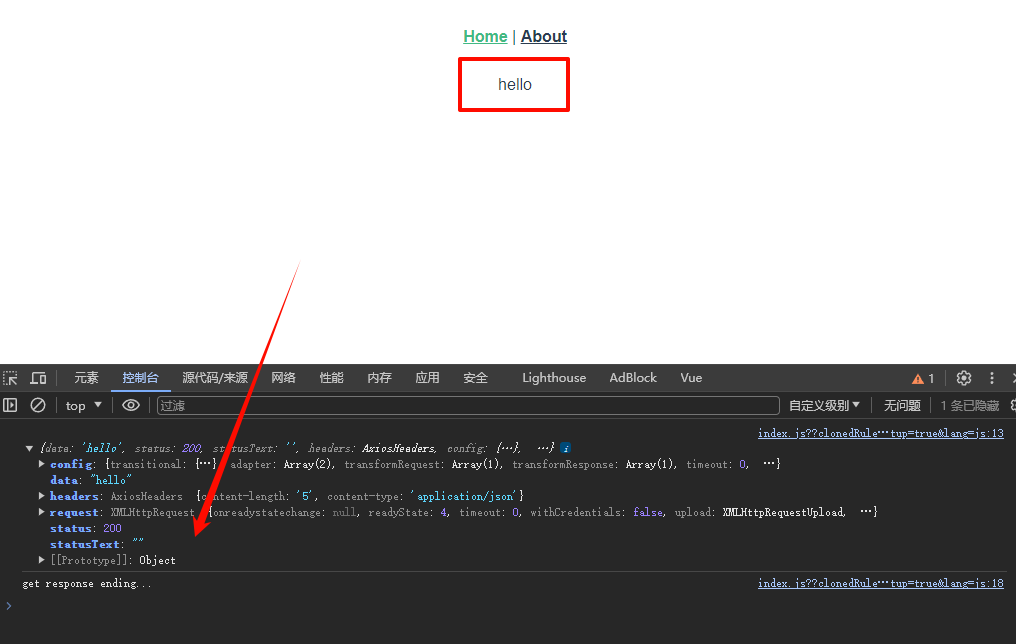 Home | About
hello
元素 控制台 源代码/来源 网络 性能 内存 应用 安全 Lighthouse AdBlock Vue 1
top 过滤 自定义级别 无问题 1 条已隐藏
index.js??clonedRule…tup=true&lang=js:13
{data: 'hello', status: 200, statusText: '', headers: AxiosHeaders, config: {…}, …}
config: {transitional: {…}, adapter: Array(2), transformRequest: Array(1), transformResponse: Array(1), timeout: 0, …}
data: "hello"
headers: AxiosHeaders {content-length: '5', content-type: 'application/json'}
request: XMLHttpRequest {onreadystatechange: null, readyState: 4, timeout: 0, withCredentials: false, upload: XMLHttpRequestUpload, …}
status: 200
statusText: ""
[[Prototype]]: Object
get response ending... index.js??clonedRule…tup=true&lang=js:18